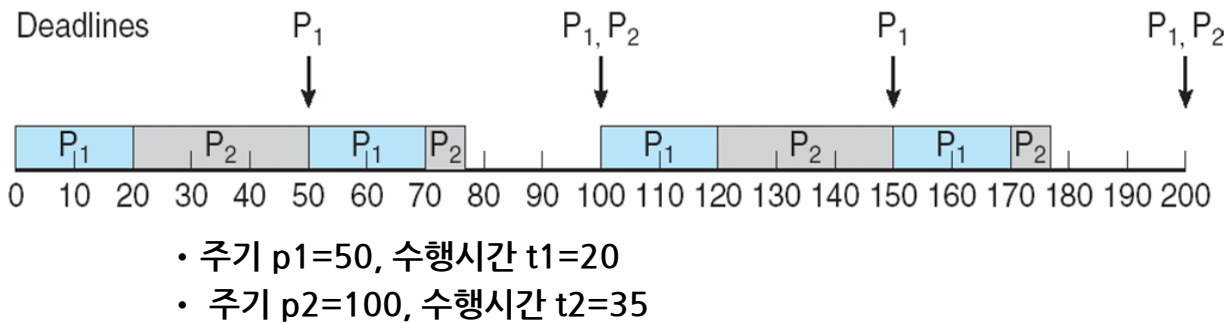 Deadlines P₁ P₁, P₂ P₁ P₁, P₂
P₁ P₂ P₁ P₂ P₁ P₂ P₁ P₂
0 10 20 30 40 50 60 70 80 90 100 110 120 130 140 150 160 170 180 190 200
• 주기 p1=50, 수행시간 t1=20
• 주기 p2=100, 수행시간 t2=35